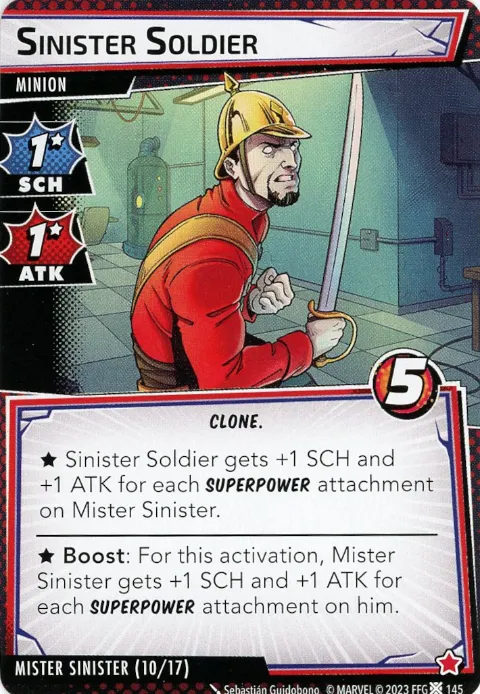 SINISTER SOLDIER
MINION
1★
SCH
1★
ATK
5
CLONE.
★ Sinister Soldier gets +1 SCH and
+1 ATK for each SUPERPOWER attachment
on Mister Sinister.
★ Boost: For this activation, Mister
Sinister gets +1 SCH and +1 ATK for
each SUPERPOWER attachment on him.
MISTER SINISTER (10/17)
Sebastián Guidobono. © MARVEL © 2023 FFG 145